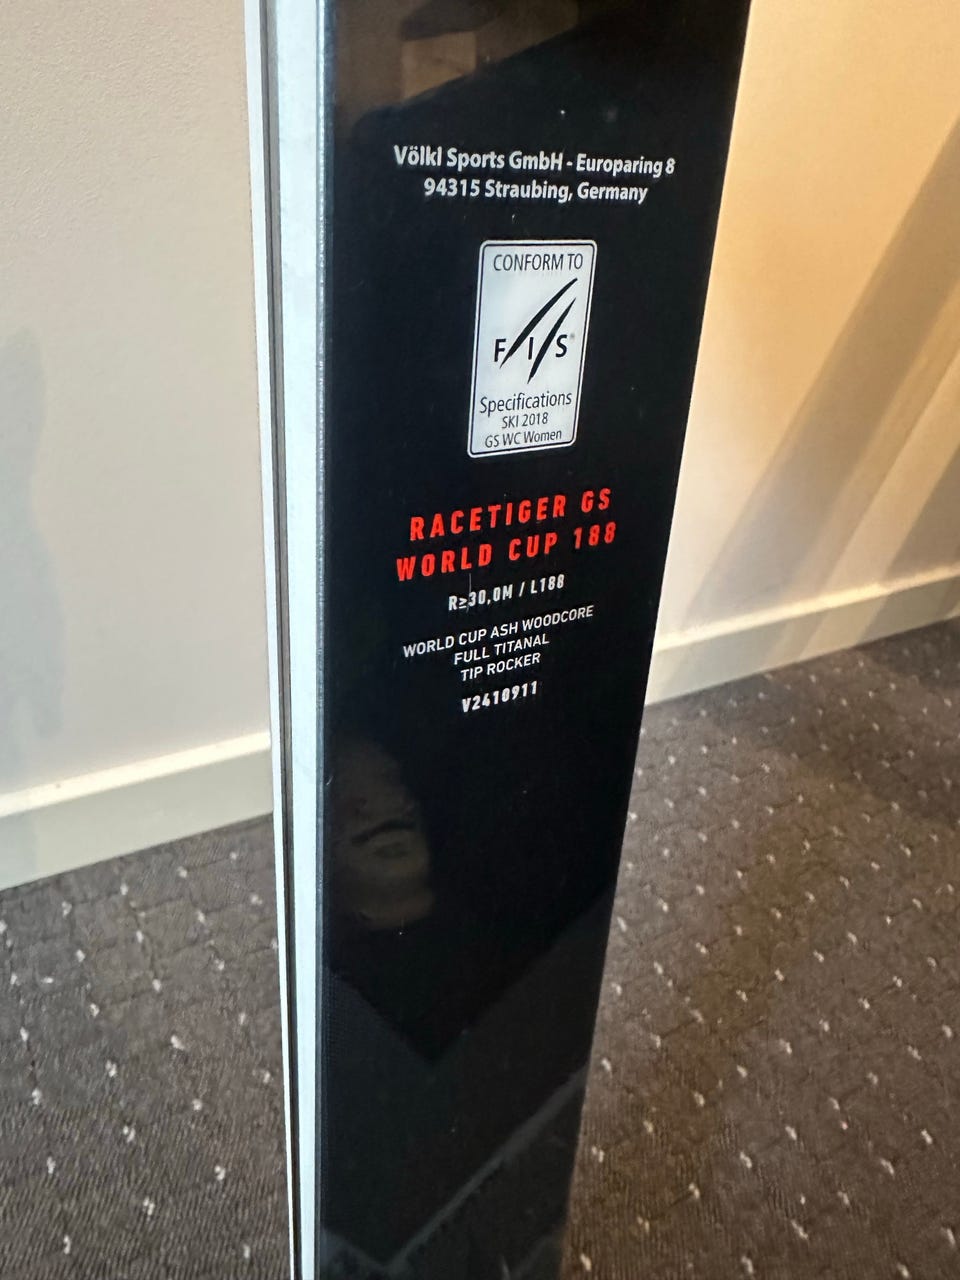 Völkl Sports GmbH - Europaring 8
94315 Straubing, Germany
CONFORM TO
FIS®
Specifications
SKI 2018
GS WC Women
RACETIGER GS
WORLD CUP 188
R≥30,0M / L188
WORLD CUP ASH WOODCORE
FULL TITANAL
TIP ROCKER
V2410911